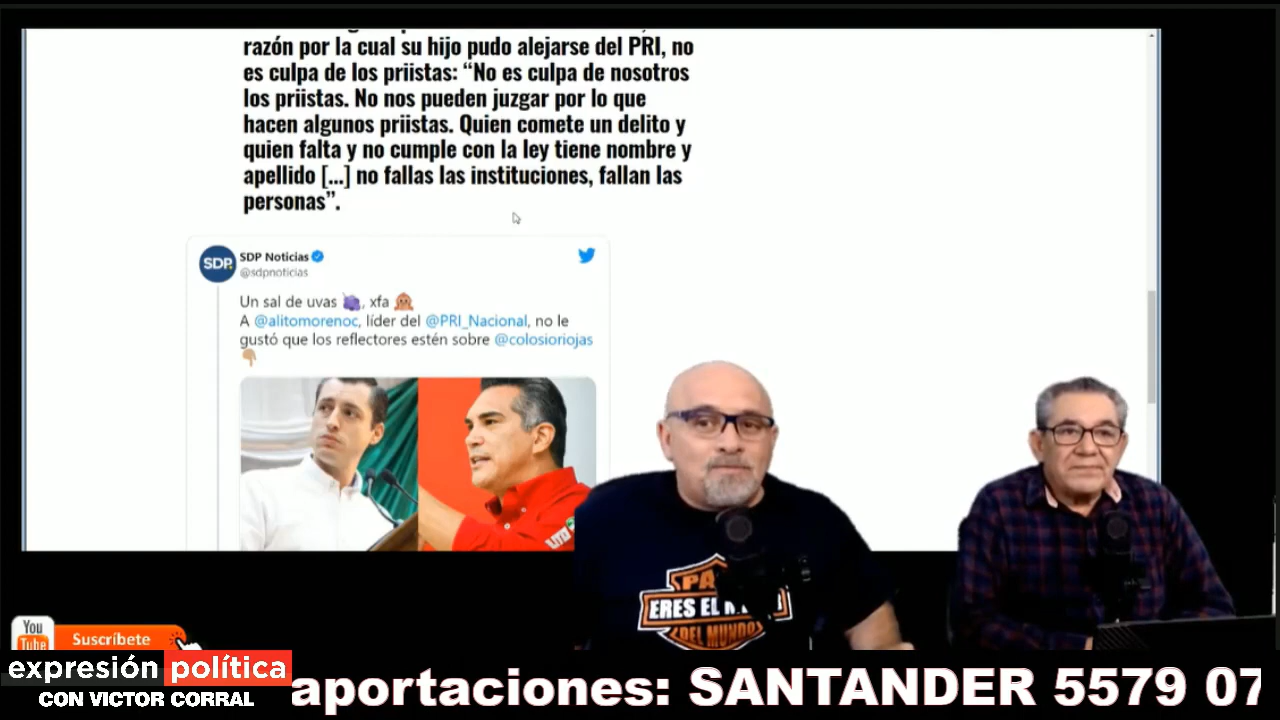 razón por la cual su hijo pudo alejarse del PRI, no
es culpa de los priistas: “No es culpa de nosotros
los priistas. No nos pueden juzgar por lo que
hacen algunos priistas. Quien comete un delito y
quien falta y no cumple con la ley tiene nombre y
apellido [...] no fallas las instituciones, fallan las
personas”.
SDP
SDP Noticias
@sdpnoticias
Un sal de uvas 🍇, xfa 🙊
A @alitomorenoc, líder del @PRI_Nacional, no le
gustó que los reflectores estén sobre @colosioriojas
👇🏼
ERES EL
DEL MUNDO
You
Tube
Suscríbete
expresión política
CON VICTOR CORRAL
aportaciones: SANTANDER 5579 07